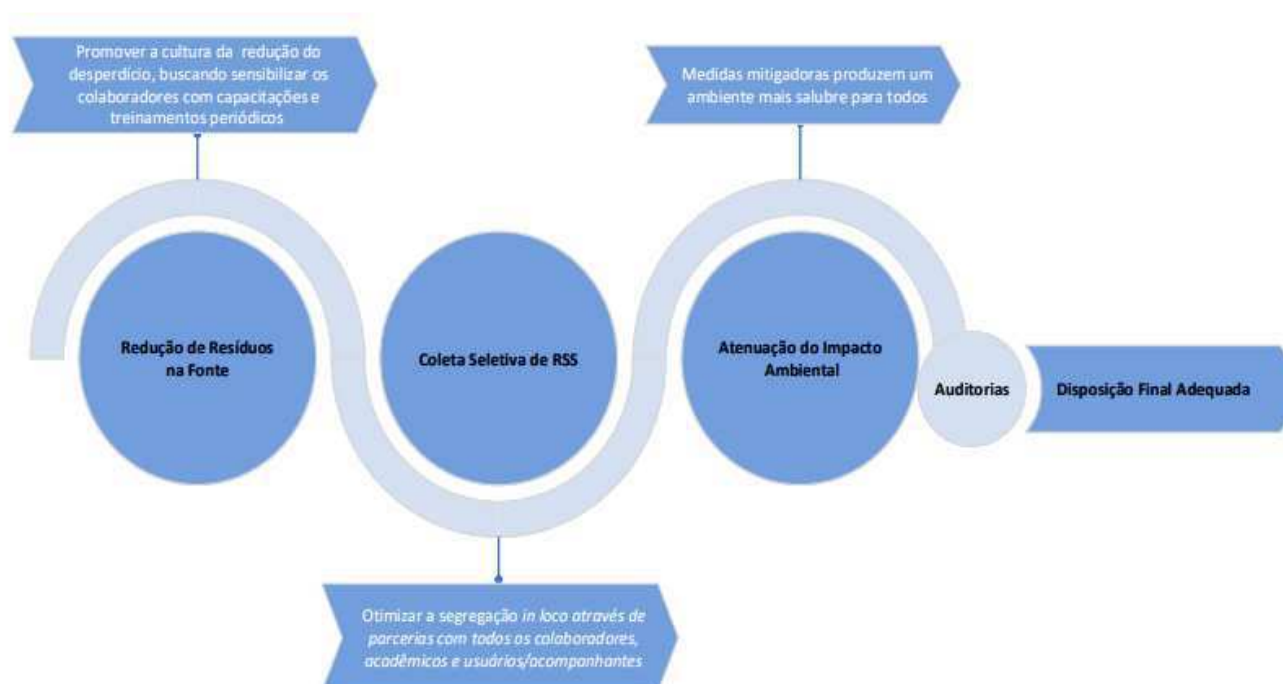 Promover a cultura da redução do
desperdício, buscando sensibilizar os
colaboradores com capacitações e
treinamentos periódicos
Medidas mitigadoras produzem um
ambiente mais salubre para todos
Redução de Resíduos
na Fonte
Coleta Seletiva de RSS
Atenuação do Impacto
Ambiental
Auditorias
Disposição Final Adequada
Otimizar a segregação in loco através de
parcerias com todos os colaboradores,
acadêmicos e usuários/acompanhantes